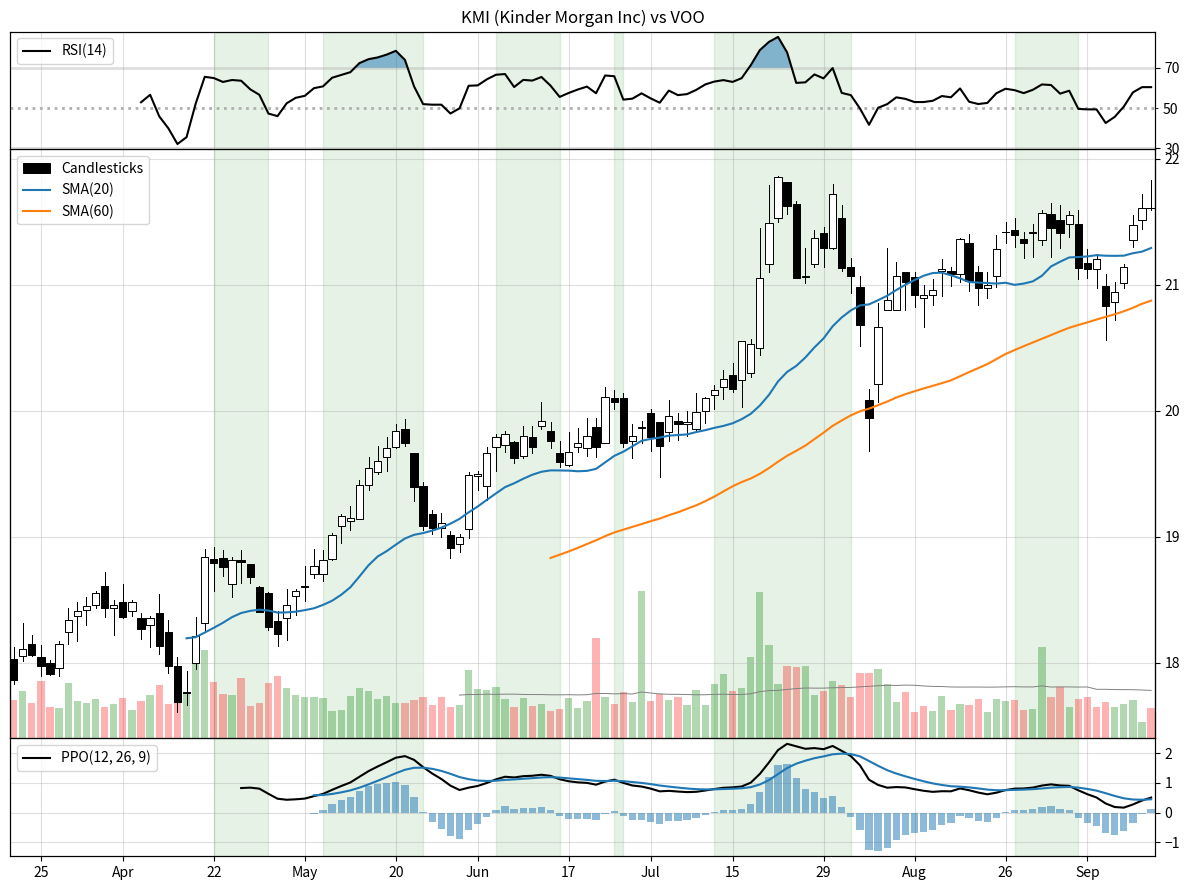 KMI (Kinder Morgan Inc) vs VOO
RSI(14)
70
50
30
Candlesticks
SMA(20)
SMA(60)
22
21
20
19
18
PPO(12, 26, 9)
2
1
0
−1
25 Apr 22 May 20 Jun 17 Jul 15 29 Aug 26 Sep